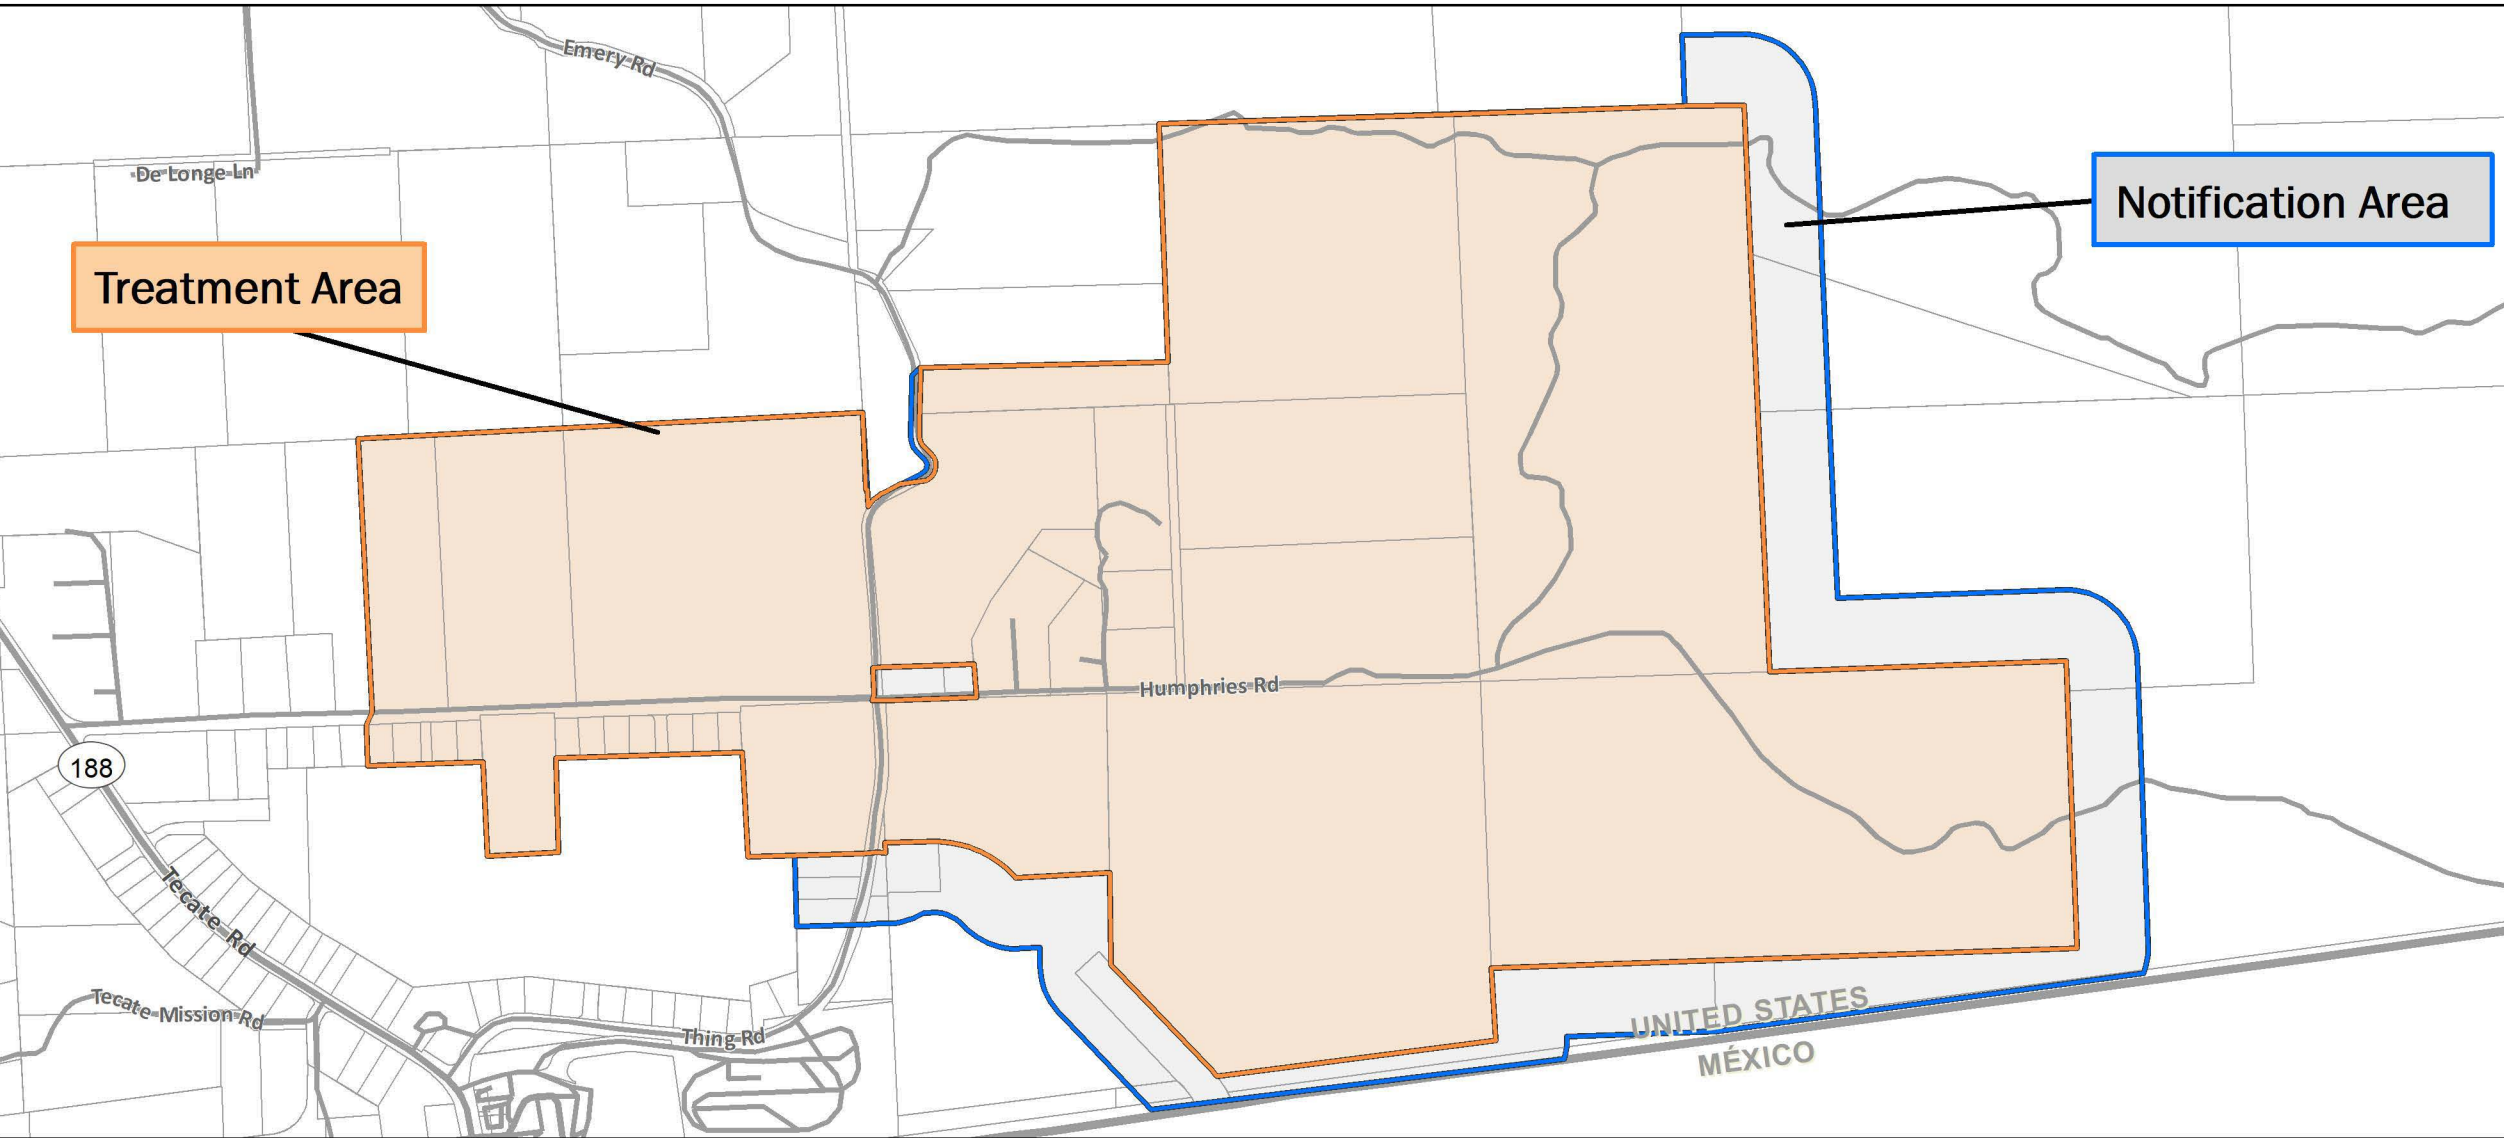 Emery Rd
De Longe Ln
Notification Area
Treatment Area
Humphries Rd
188
Tecate Rd
Tecate Mission Rd
Thing Rd
UNITED STATES
MÉXICO